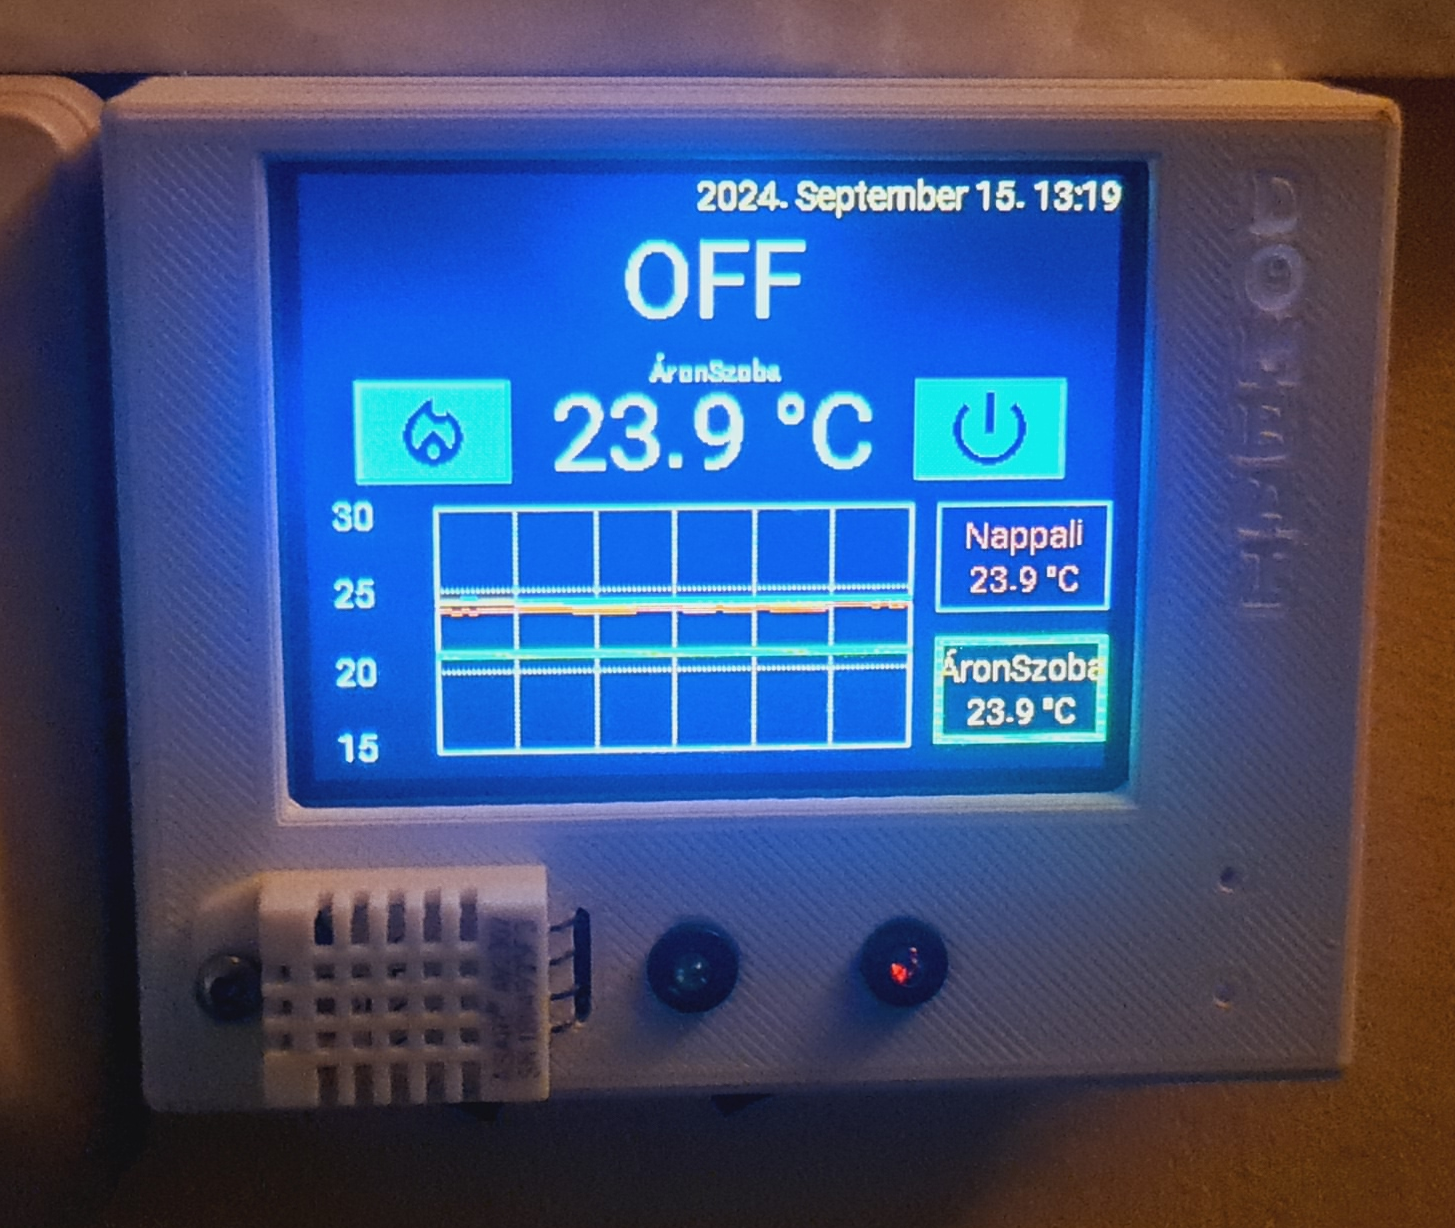 2024. September 15. 13:19
OFF
ÁronSzoba
23.9 °C
30
25
20
15
Nappali
23.9 °C
ÁronSzoba
23.9 °C